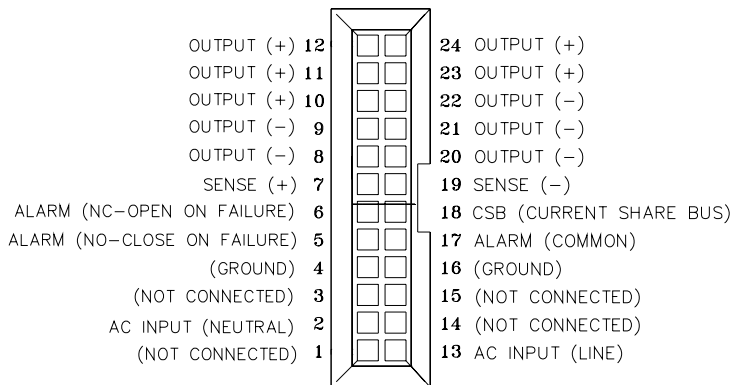 OUTPUT (+) 12
OUTPUT (+) 11
OUTPUT (+) 10
OUTPUT (−) 9
OUTPUT (−) 8
SENSE (+) 7
ALARM (NC−OPEN ON FAILURE) 6
ALARM (NO−CLOSE ON FAILURE) 5
(GROUND) 4
(NOT CONNECTED) 3
AC INPUT (NEUTRAL) 2
(NOT CONNECTED) 1
24 OUTPUT (+)
23 OUTPUT (+)
22 OUTPUT (−)
21 OUTPUT (−)
20 OUTPUT (−)
19 SENSE (−)
18 CSB (CURRENT SHARE BUS)
17 ALARM (COMMON)
16 (GROUND)
15 (NOT CONNECTED)
14 (NOT CONNECTED)
13 AC INPUT (LINE)